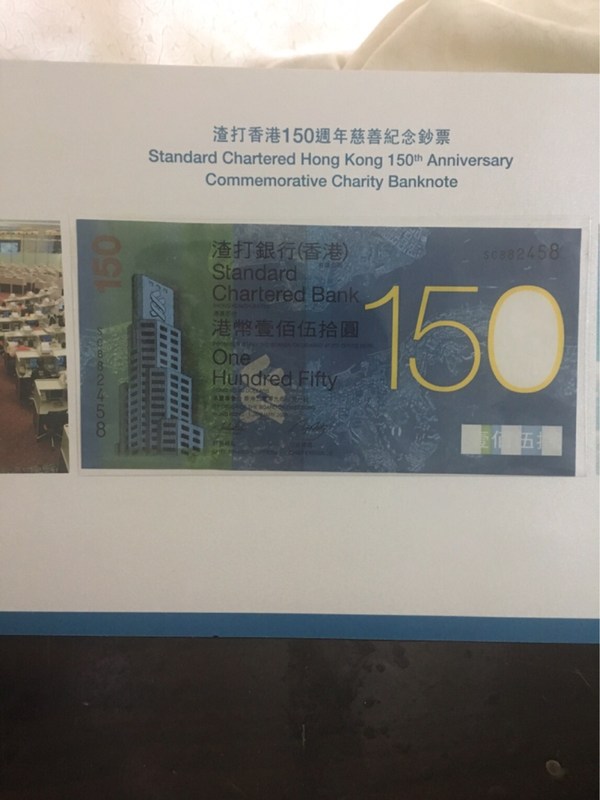 渣打香港150週年慈善紀念鈔票
Standard Chartered Hong Kong 150th Anniversary
Commemorative Charity Banknote
150
渣打銀行(香港)
SC882458
Standard
Chartered Bank
港幣壹佰伍拾圓
One
Hundred Fifty
150
SC882458
壹佰伍拾